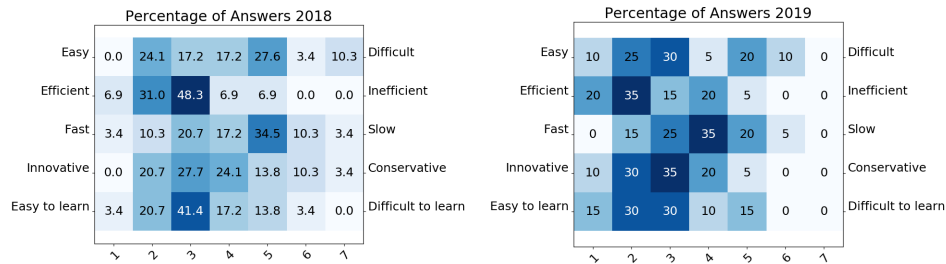 Percentage of Answers 2018
Easy 0.0 24.1 17.2 17.2 27.6 3.4 10.3 Difficult
Efficient 6.9 31.0 48.3 6.9 6.9 0.0 0.0 Inefficient
Fast 3.4 10.3 20.7 17.2 34.5 10.3 3.4 Slow
Innovative 0.0 20.7 27.7 24.1 13.8 10.3 3.4 Conservative
Easy to learn 3.4 20.7 41.4 17.2 13.8 3.4 0.0 Difficult to learn
1 2 3 4 5 6 7
Percentage of Answers 2019
Easy 10 25 30 5 20 10 0 Difficult
Efficient 20 35 15 20 5 0 0 Inefficient
Fast 0 15 25 35 20 5 0 Slow
Innovative 10 30 35 20 5 0 0 Conservative
Easy to learn 15 30 30 10 15 0 0 Difficult to learn
1 2 3 4 5 6 7